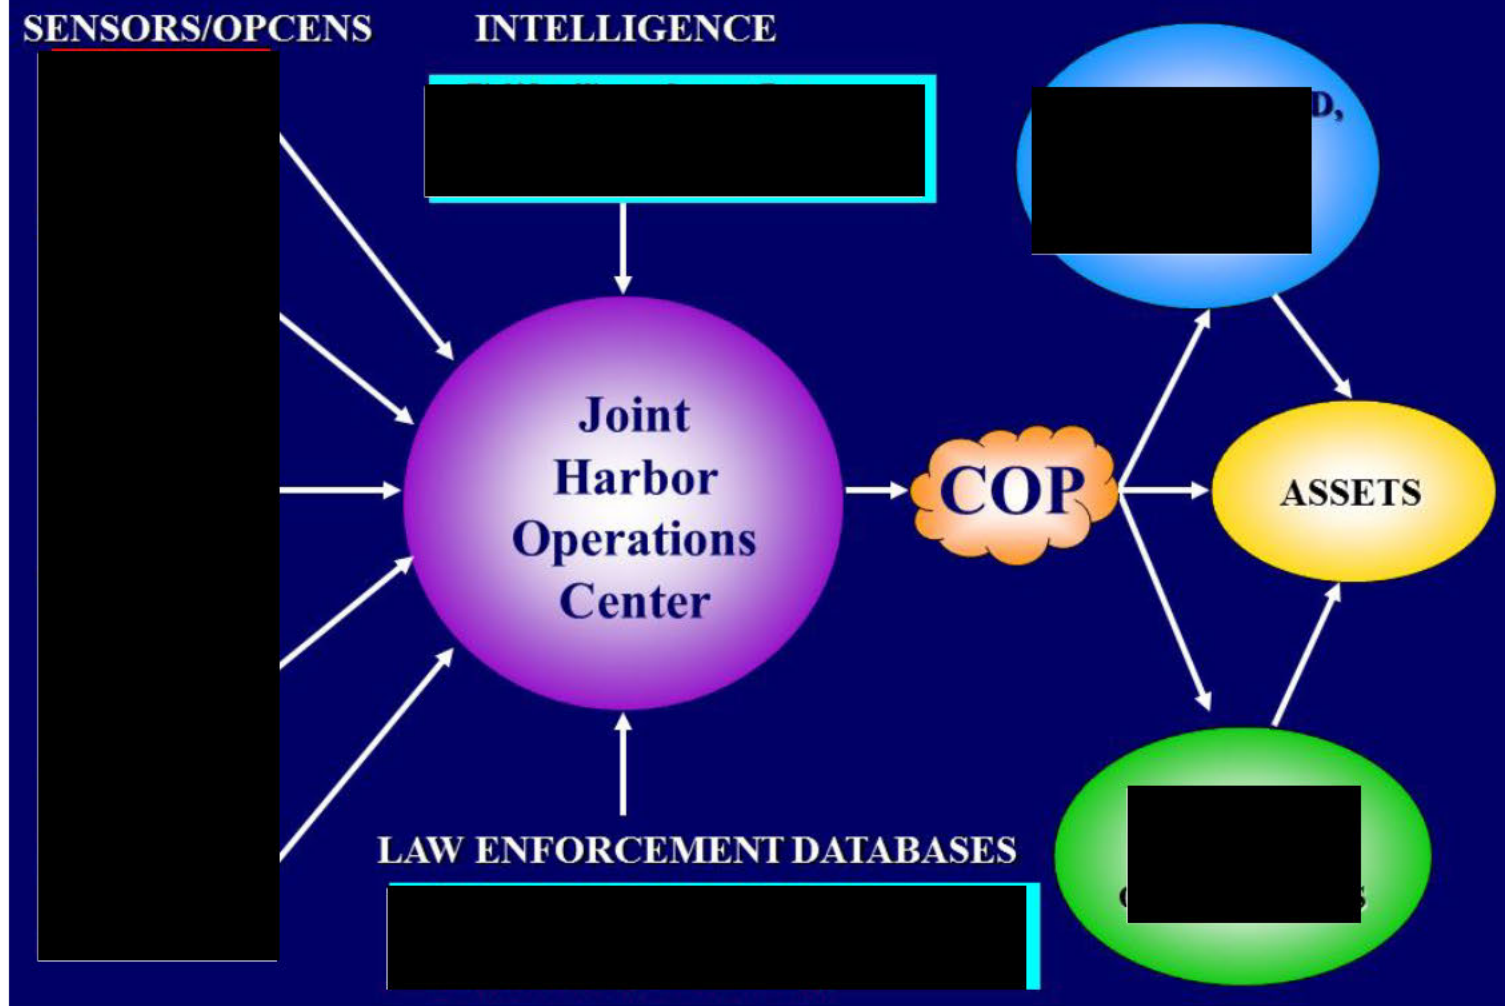 SENSORS/OPCENS
INTELLIGENCE
D,
Joint
Harbor
Operations
Center
COP
ASSETS
LAW ENFORCEMENT DATABASES